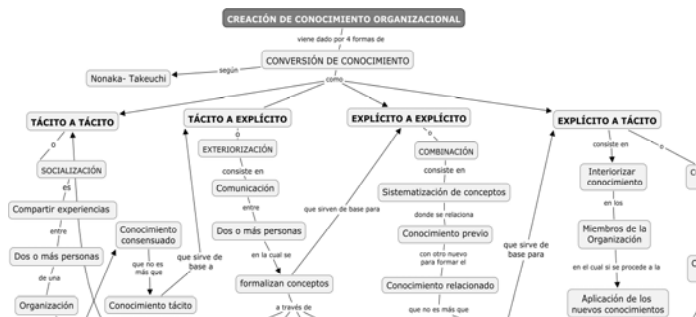 CREACIÓN DE CONOCIMIENTO ORGANIZACIONAL
viene dado por 4 formas de
CONVERSIÓN DE CONOCIMIENTO
según
Nonaka- Takeuchi
como
TÁCITO A TÁCITO
o
SOCIALIZACIÓN
es
Compartir experiencias
entre
Dos o más personas
de una
Organización
Conocimiento
consensuado
que no es
más que
Conocimiento tácito
que sirve de
base a
TÁCITO A EXPLÍCITO
o
EXTERIORIZACIÓN
consiste en
Comunicación
entre
Dos o más personas
en la cual se
formalizan conceptos
a través de
que sirven de base para
EXPLÍCITO A EXPLÍCITO
o
COMBINACIÓN
consiste en
Sistematización de conceptos
donde se relaciona
Conocimiento previo
con otro nuevo
para formar el
Conocimiento relacionado
que no es más que
que sirve de
base para
EXPLÍCITO A TÁCITO
consiste en
o
Interiorizar
conocimiento
en los
Miembros de la
Organización
en el cual si se procede a la
Aplicación de los
nuevos conocimientos